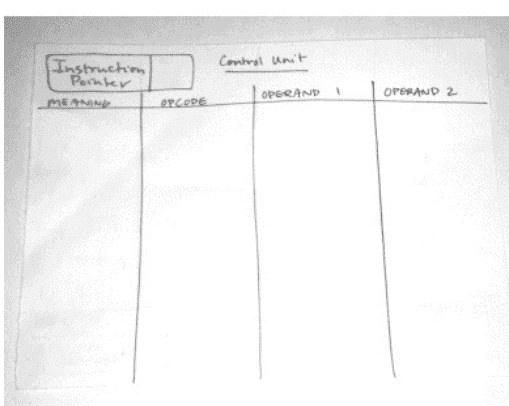 Instruction
Pointer
Control Unit
MEANING OPCODE OPERAND 1 OPERAND 2